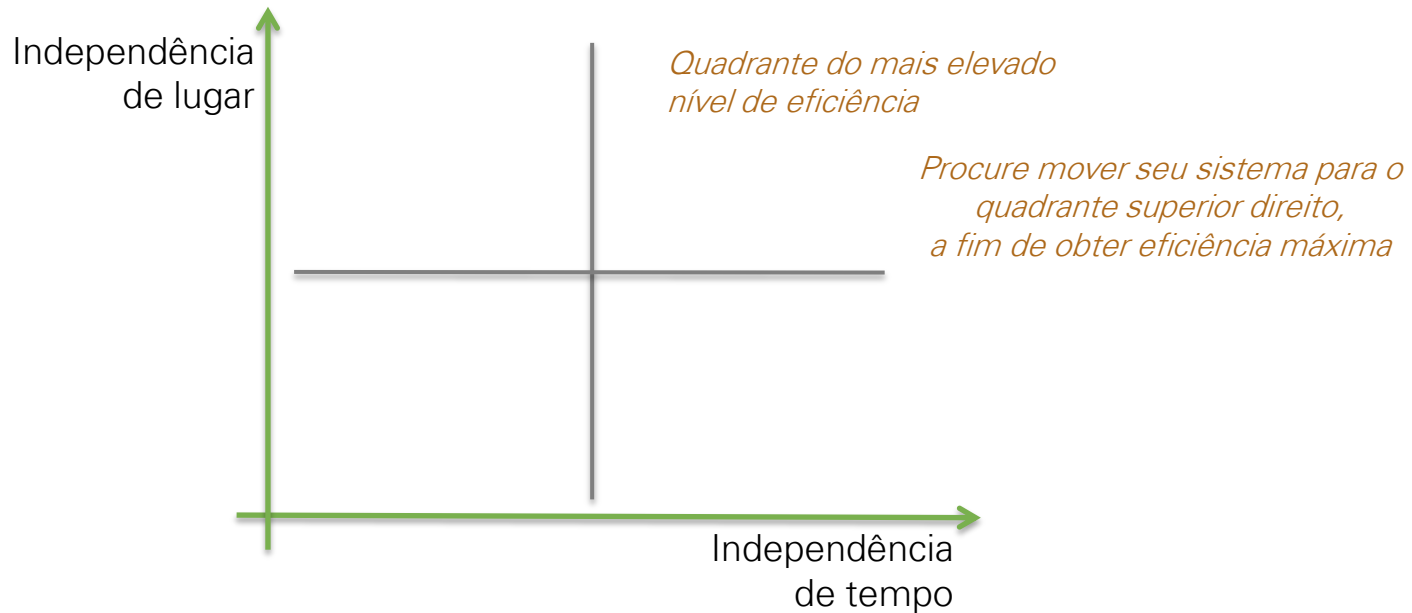 Independência
de lugar
Quadrante do mais elevado
nível de eficiência
Procure mover seu sistema para o
quadrante superior direito,
a fim de obter eficiência máxima
Independência
de tempo